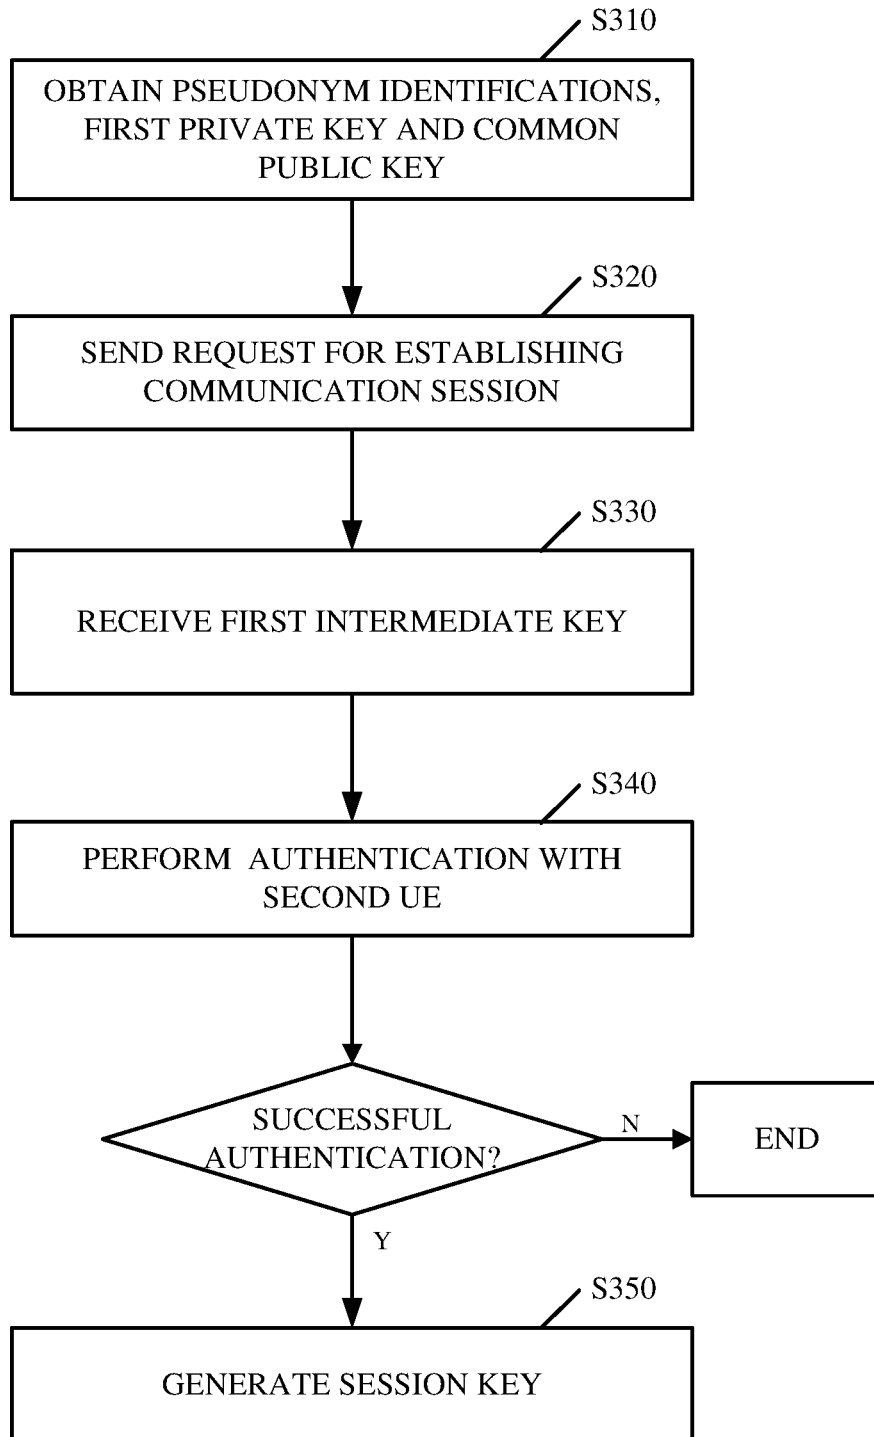 S310
OBTAIN PSEUDONYM IDENTIFICATIONS,
FIRST PRIVATE KEY AND COMMON
PUBLIC KEY
S320
SEND REQUEST FOR ESTABLISHING
COMMUNICATION SESSION
S330
RECEIVE FIRST INTERMEDIATE KEY
S340
PERFORM AUTHENTICATION WITH
SECOND UE
SUCCESSFUL
AUTHENTICATION?
N
END
Y
S350
GENERATE SESSION KEY